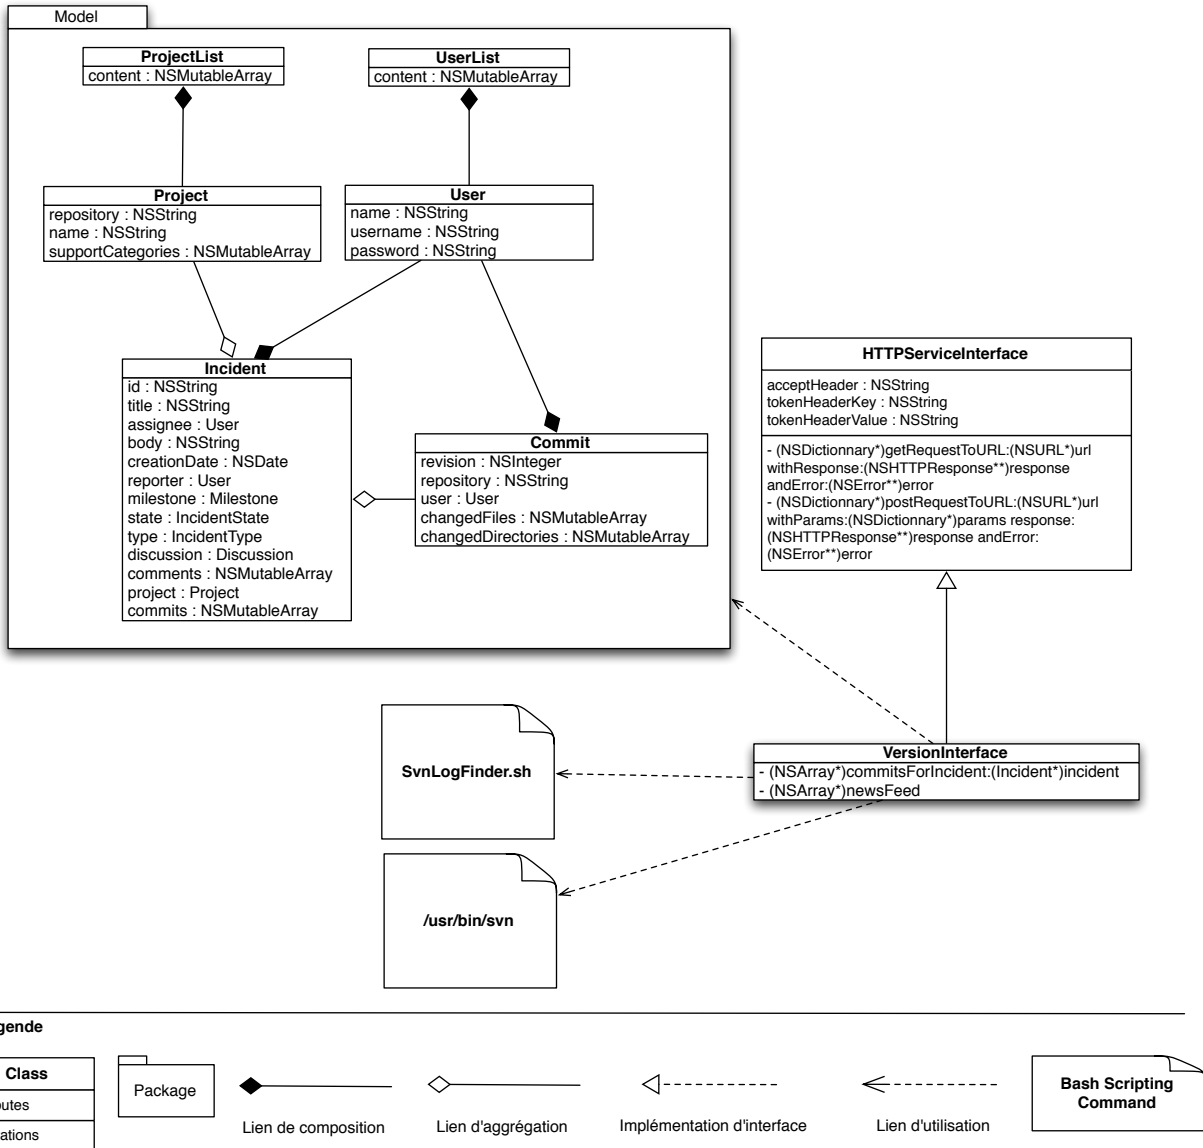 Model
ProjectList
content : NSMutableArray
UserList
content : NSMutableArray
Project
repository : NSString
name : NSString
supportCategories : NSMutableArray
User
name : NSString
username : NSString
password : NSString
Incident
id : NSString
title : NSString
assignee : User
body : NSString
creationDate : NSDate
reporter : User
milestone : Milestone
state : IncidentState
type : IncidentType
discussion : Discussion
comments : NSMutableArray
project : Project
commits : NSMutableArray
Commit
revision : NSInteger
repository : NSString
user : User
changedFiles : NSMutableArray
changedDirectories : NSMutableArray
HTTPServiceInterface
acceptHeader : NSString
tokenHeaderKey : NSString
tokenHeaderValue : NSString
- (NSDictionnary*)getRequestToURL:(NSURL*)url
withResponse:(NSHTTPResponse**)response
andError:(NSError**)error
- (NSDictionnary*)postRequestToURL:(NSURL*)url
withParams:(NSDictionnary*)params response:
(NSHTTPResponse**)response andError:
(NSError**)error
VersionInterface
- (NSArray*)commitsForIncident:(Incident*)incident
- (NSArray*)newsFeed
SvnLogFinder.sh
/usr/bin/svn
gende
Class
outes
ations
Package
Lien de composition
Lien d'aggrégation
Implémentation d'interface
Lien d'utilisation
Bash Scripting
Command